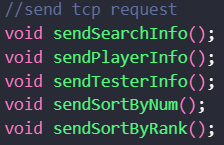 //send tcp request
void sendSearchInfo();
void sendPlayerInfo();
void sendTesterInfo();
void sendSortByNum();
void sendSortByRank();